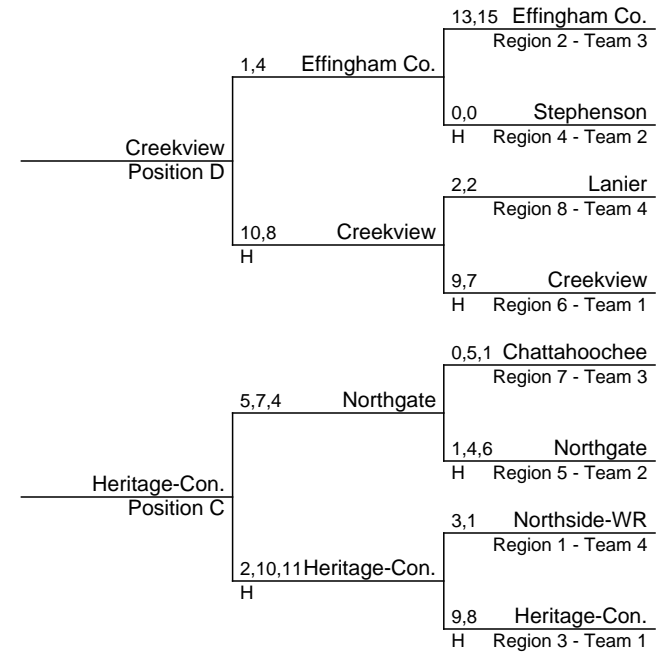 13,15 Effingham Co.
Region 2 - Team 3
1,4 Effingham Co.
0,0 Stephenson
H Region 4 - Team 2
Creekview
Position D
2,2 Lanier
Region 8 - Team 4
10,8 Creekview
H
9,7 Creekview
H Region 6 - Team 1
0,5,1 Chattahoochee
Region 7 - Team 3
5,7,4 Northgate
1,4,6 Northgate
H Region 5 - Team 2
Heritage-Con.
Position C
3,1 Northside-WR
Region 1 - Team 4
2,10,11 Heritage-Con.
H
9,8 Heritage-Con.
H Region 3 - Team 1